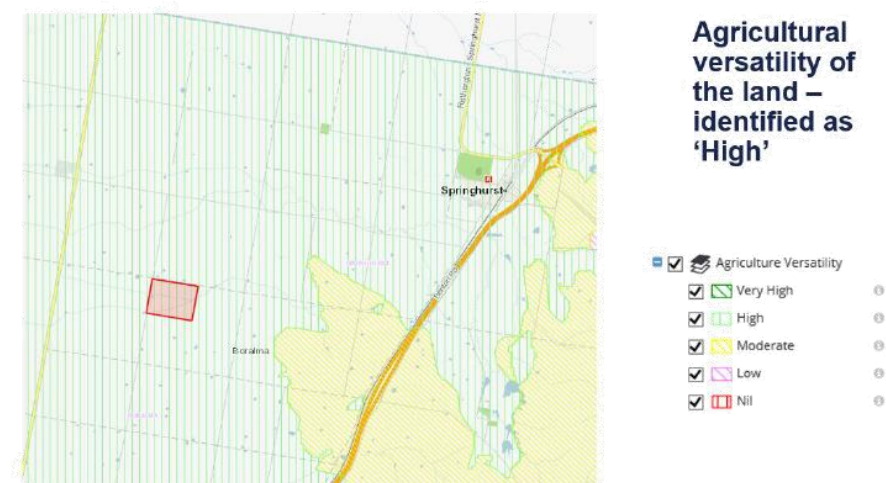 Agricultural
versatility of
the land –
identified as
‘High’
Springhurst
Boralma
Agriculture Versatility
Very High
High
Moderate
Low
Nil